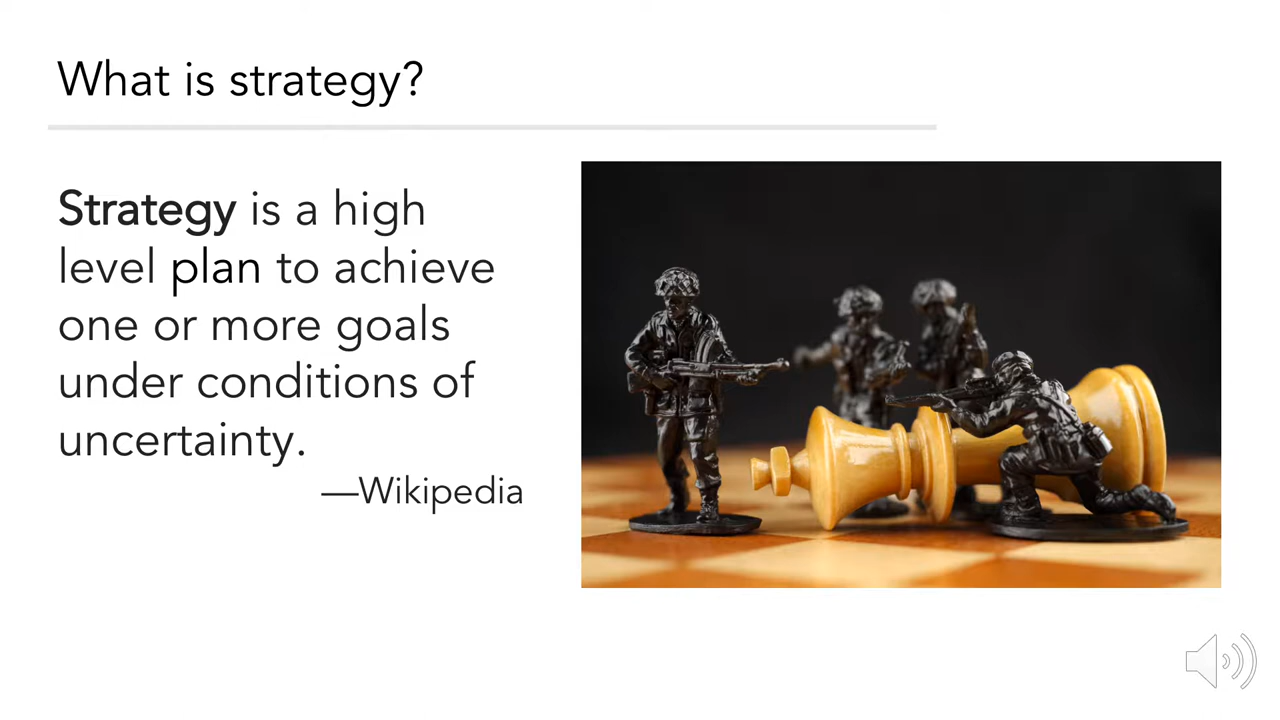 What is strategy?
Strategy is a high
level plan to achieve
one or more goals
under conditions of
uncertainty.
—Wikipedia